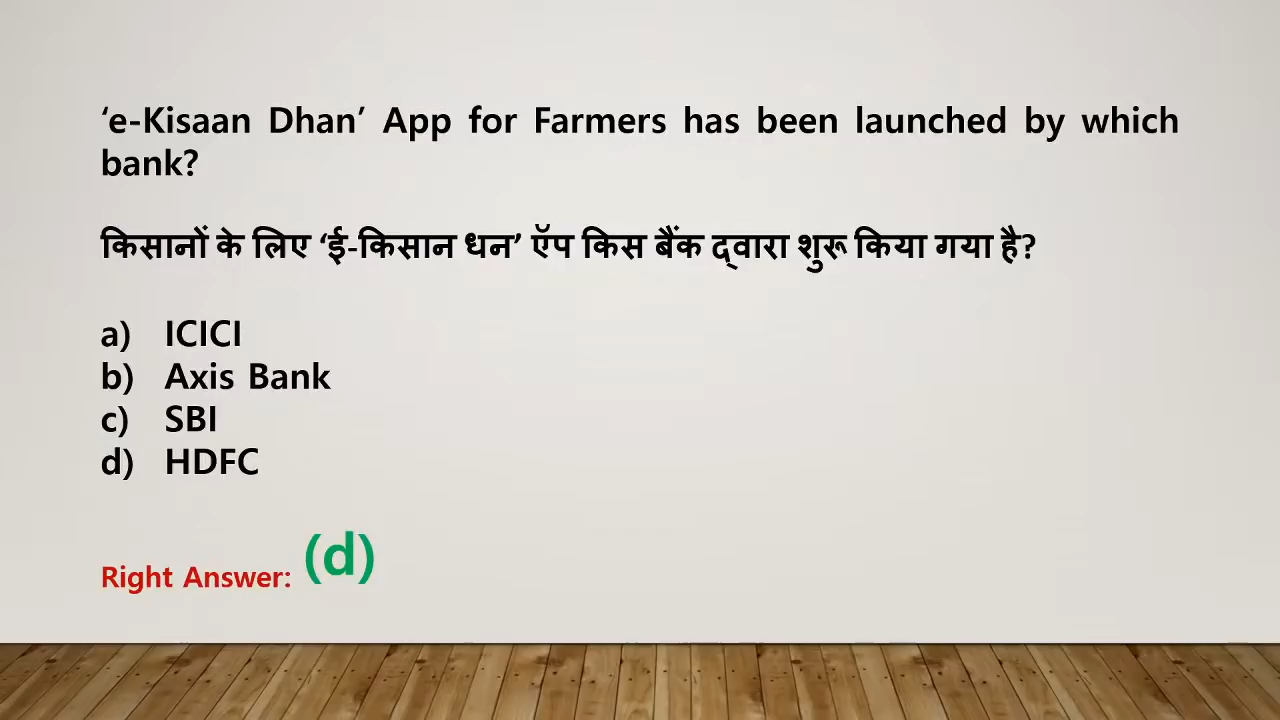 ‘e-Kisaan Dhan’ App for Farmers has been launched by which
bank?
किसानों के लिए ‘ई-किसान धन’ ऍप किस बैंक द्वारा शुरू किया गया है?
a) ICICI
b) Axis Bank
c) SBI
d) HDFC
Right Answer: (d)